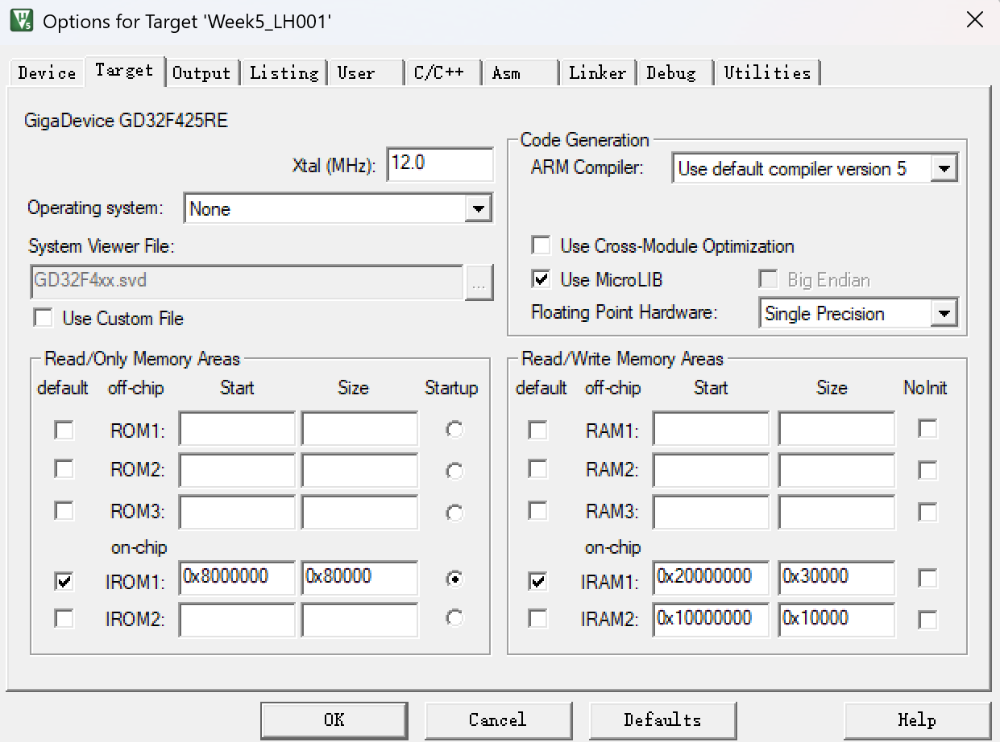 Options for Target 'Week5_LH001'
Device Target Output Listing User C/C++ Asm Linker Debug Utilities
GigaDevice GD32F425RE
Xtal (MHz): 12.0
Operating system: None
System Viewer File:
GD32F4xx.svd ...
Use Custom File
Code Generation
ARM Compiler: Use default compiler version 5
Use Cross-Module Optimization
Use MicroLIB Big Endian
Floating Point Hardware: Single Precision
Read/Only Memory Areas
default off-chip Start Size Startup
ROM1:
ROM2:
ROM3:
on-chip
IROM1: 0x8000000 0x80000
IROM2:
Read/Write Memory Areas
default off-chip Start Size NoInit
RAM1:
RAM2:
RAM3:
on-chip
IRAM1: 0x20000000 0x30000
IRAM2: 0x10000000 0x10000
OK Cancel Defaults Help